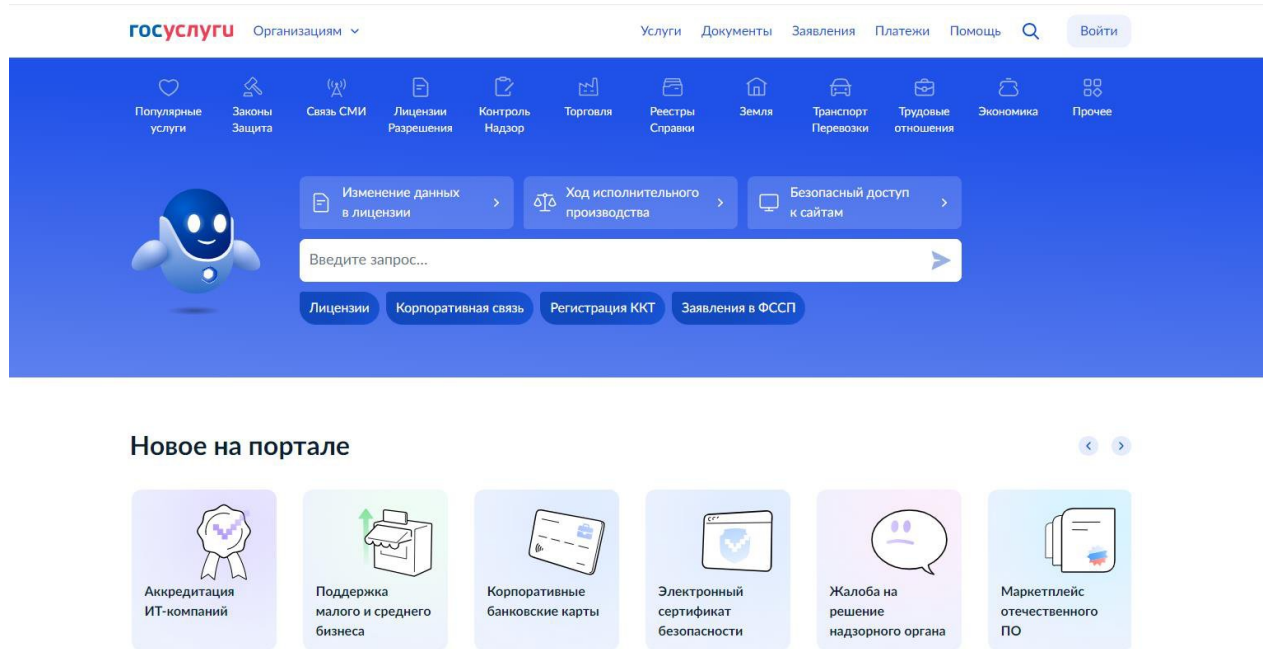 госуслуги Организациям Услуги Документы Заявления Платежи Помощь Войти
Популярные услуги
Законы Защита
Связь СМИ
Лицензии Разрешения
Контроль Надзор
Торговля
Реестры Справки
Земля
Транспорт Перевозки
Трудовые отношения
Экономика
Прочее
Изменение данных
в лицензии
Ход исполнительного
производства
Безопасный доступ
к сайтам
Введите запрос...
Лицензии Корпоративная связь Регистрация ККТ Заявления в ФССП
Новое на портале
Аккредитация
ИТ-компаний
Поддержка
малого и среднего
бизнеса
Корпоративные
банковские карты
Электронный
сертификат
безопасности
Жалоба на
решение
надзорного органа
Маркетплейс
отечественного
ПО